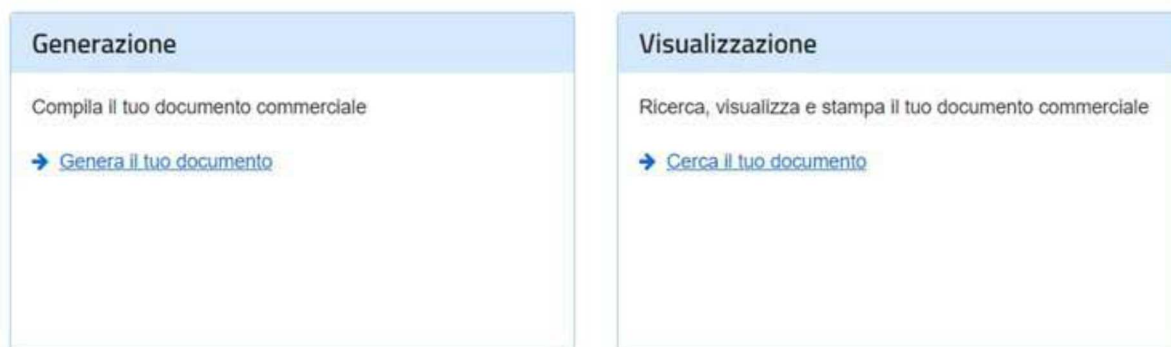 Generazione
Compila il tuo documento commerciale
Genera il tuo documento
Visualizzazione
Ricerca, visualizza e stampa il tuo documento commerciale
Cerca il tuo documento